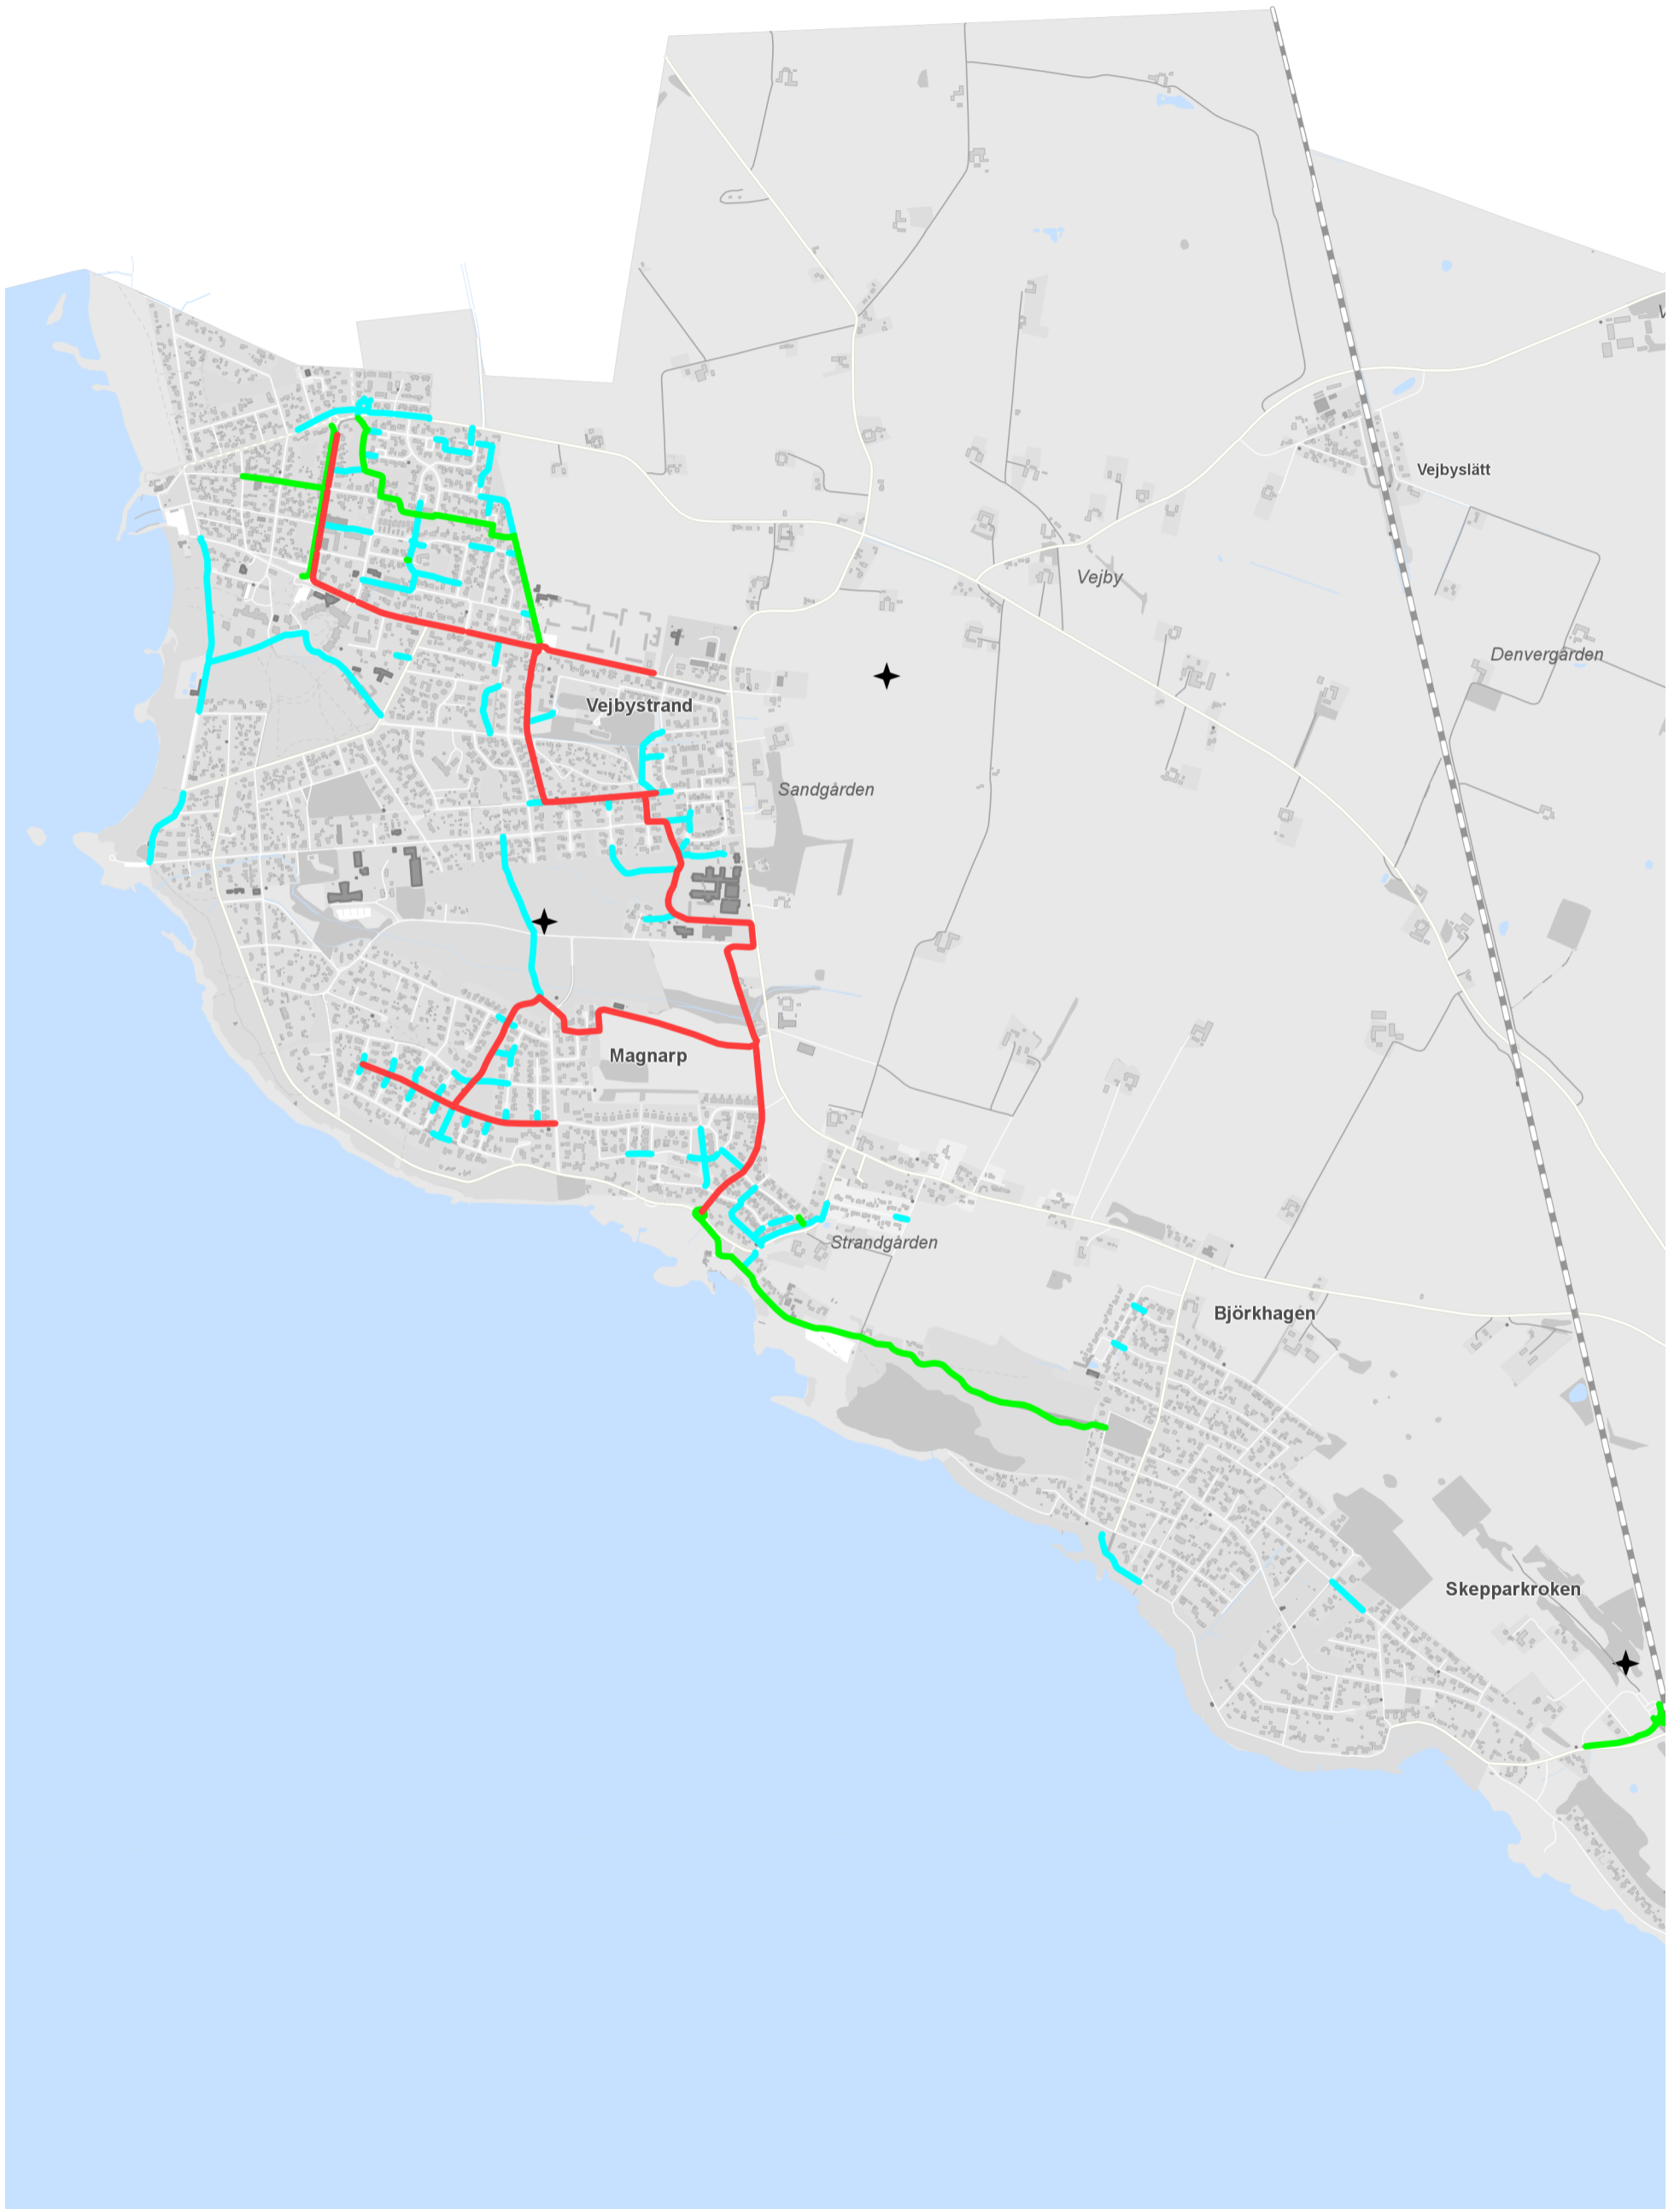 Vejbyslätt
Vejby
Denvergården
Vejbystrand
Sandgården
Magnarp
Strandgården
Björkhagen
Skepparkroken